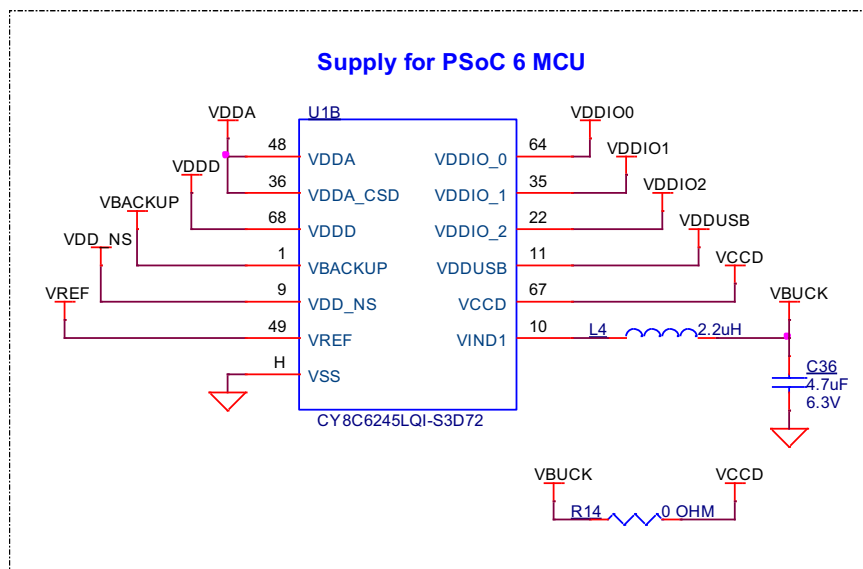 Supply for PSoC 6 MCU
VDDA
U1B
VDDIO0
48
VDDA
VDDIO_0
64
VDDD
VDDIO1
36
VDDA_CSD
VDDIO_1
35
VBACKUP
VDDIO2
68
VDDD
VDDIO_2
22
VDD_NS
VDDUSB
1
VBACKUP
VDDUSB
11
VREF
VCCD
9
VDD_NS
VCCD
67
VBUCK
49
VREF
VIND1
10
L4
2.2uH
H
VSS
C36
4.7uF
6.3V
CY8C6245LQI-S3D72
VBUCK
VCCD
R14
0 OHM